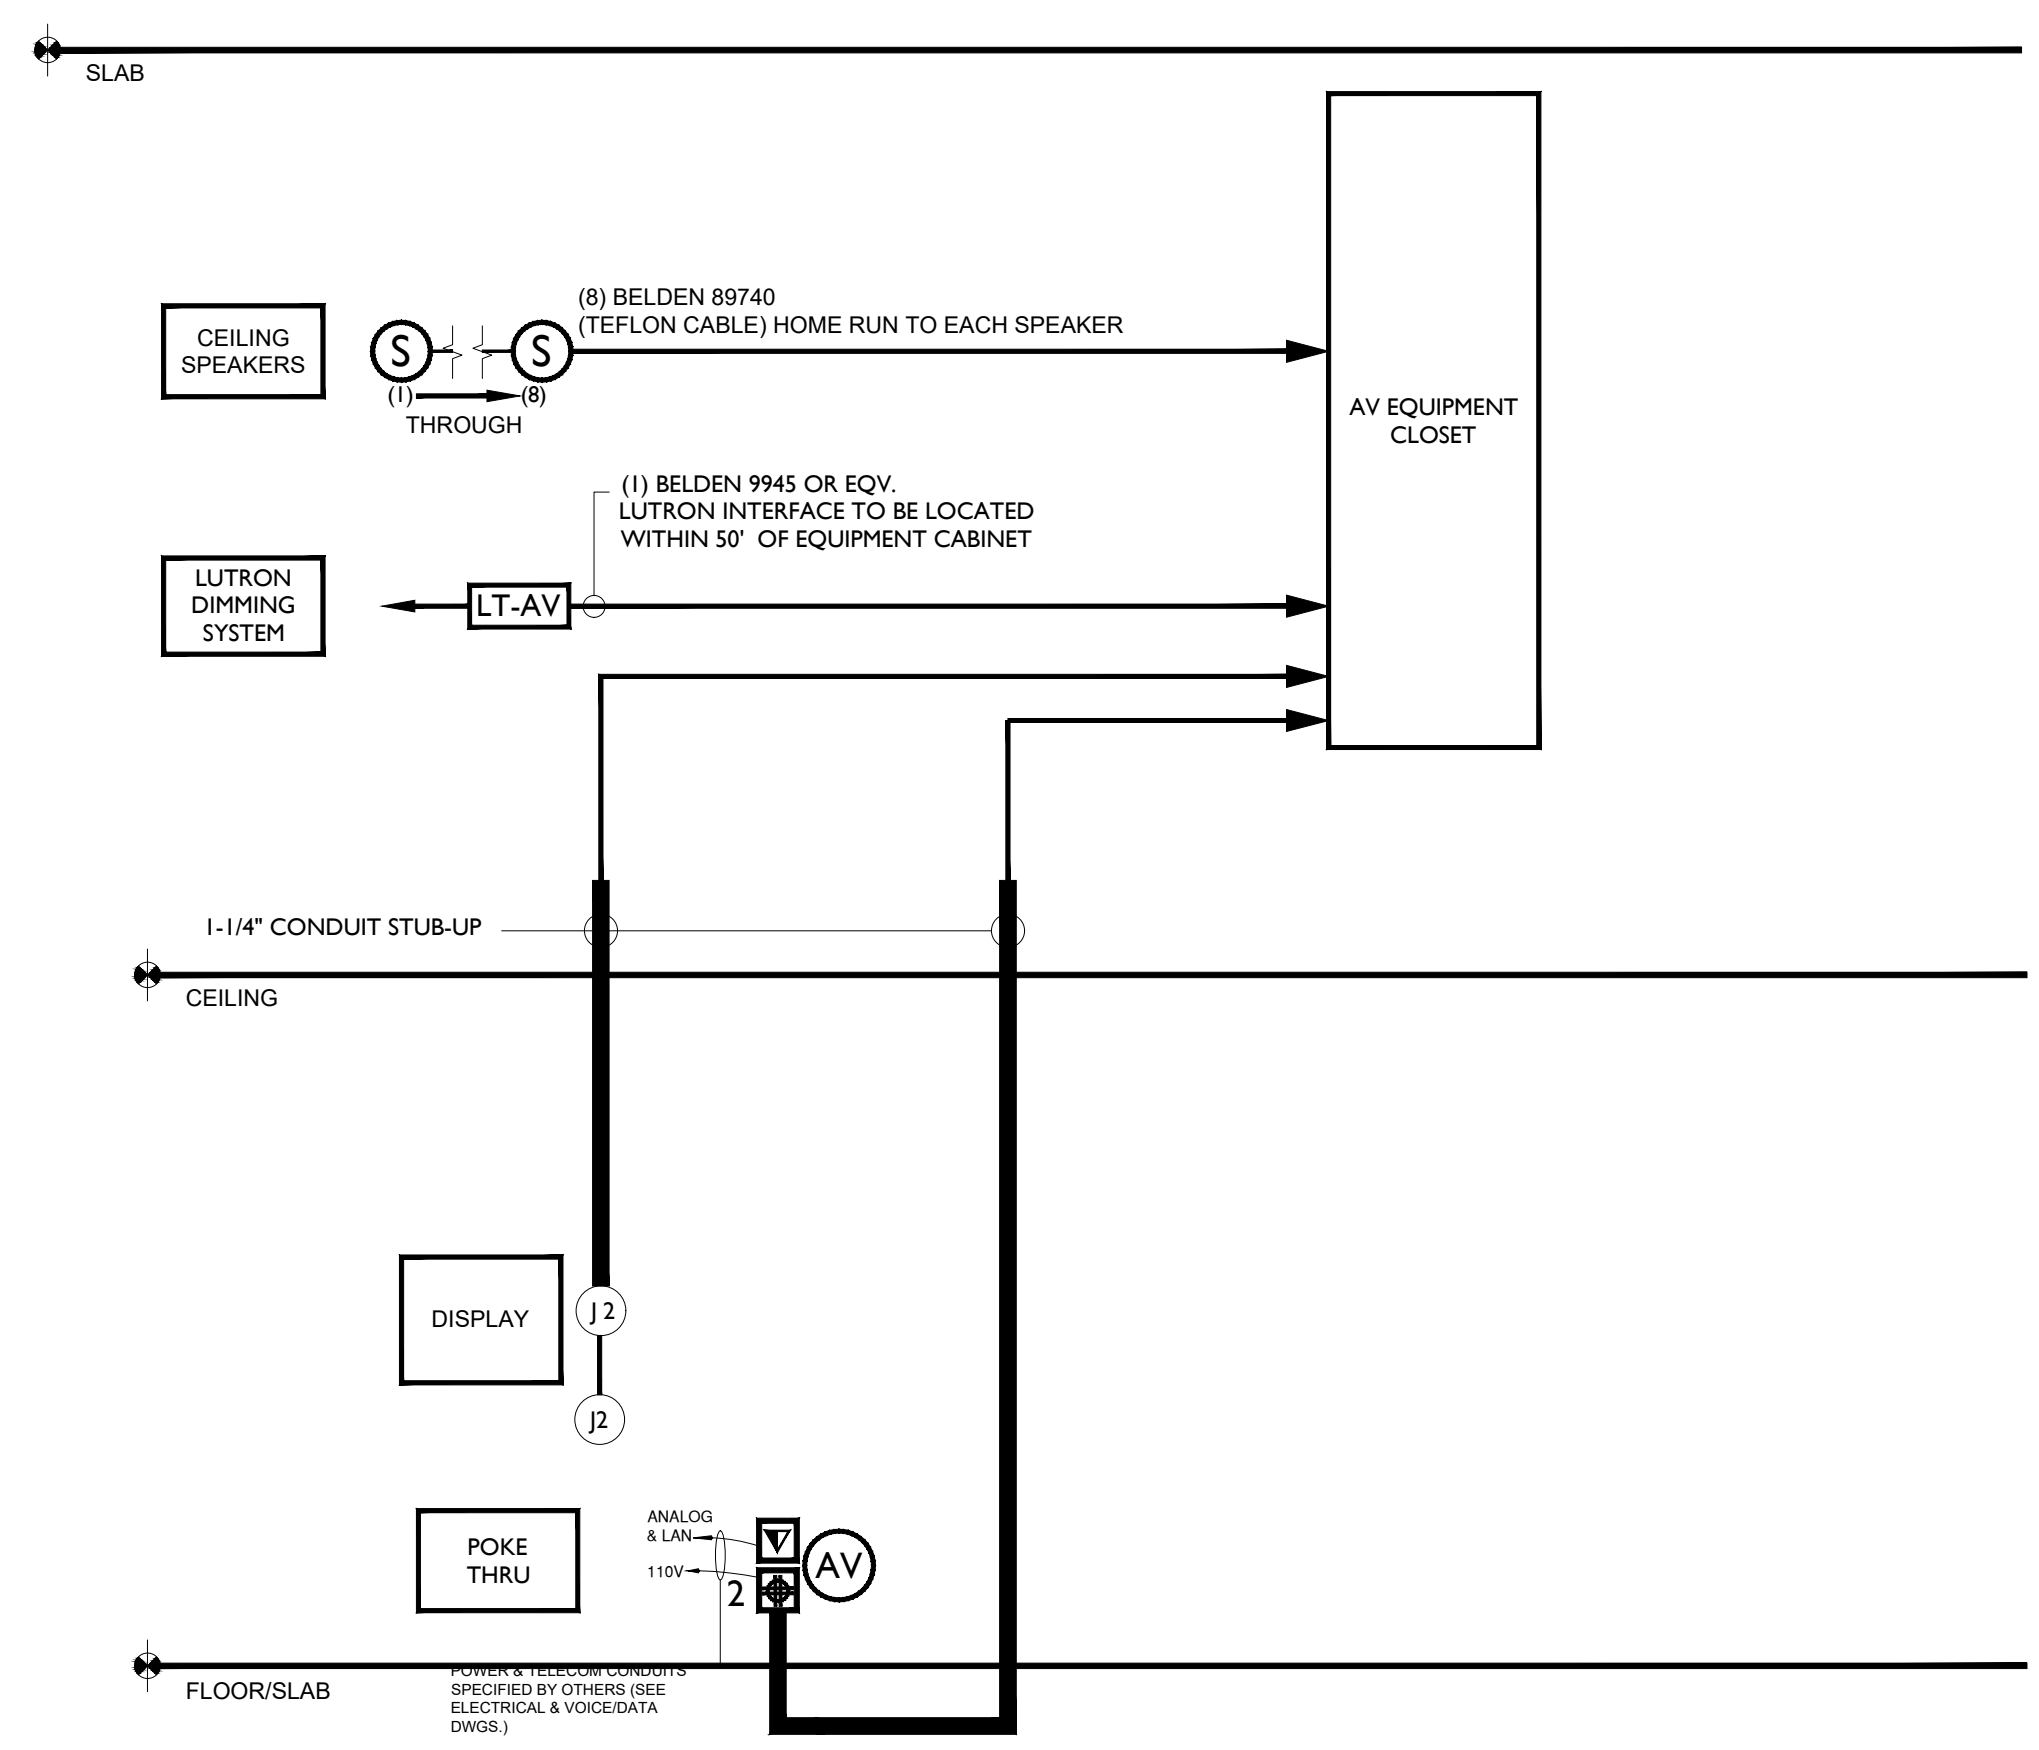 SLAB
(8) BELDEN 89740
(TEFLON CABLE) HOME RUN TO EACH SPEAKER
CEILING
SPEAKERS
S
S
(1)
(8)
THROUGH
AV EQUIPMENT
CLOSET
(1) BELDEN 9945 OR EQV.
LUTRON INTERFACE TO BE LOCATED
WITHIN 50' OF EQUIPMENT CABINET
LUTRON
DIMMING
SYSTEM
LT-AV
1-1/4" CONDUIT STUB-UP
CEILING
DISPLAY
J 2
J2
POKE
THRU
ANALOG
& LAN
110V
2
AV
FLOOR/SLAB
POWER & TELECOM CONDUITS
SPECIFIED BY OTHERS (SEE
ELECTRICAL & VOICE/DATA
DWGS.)